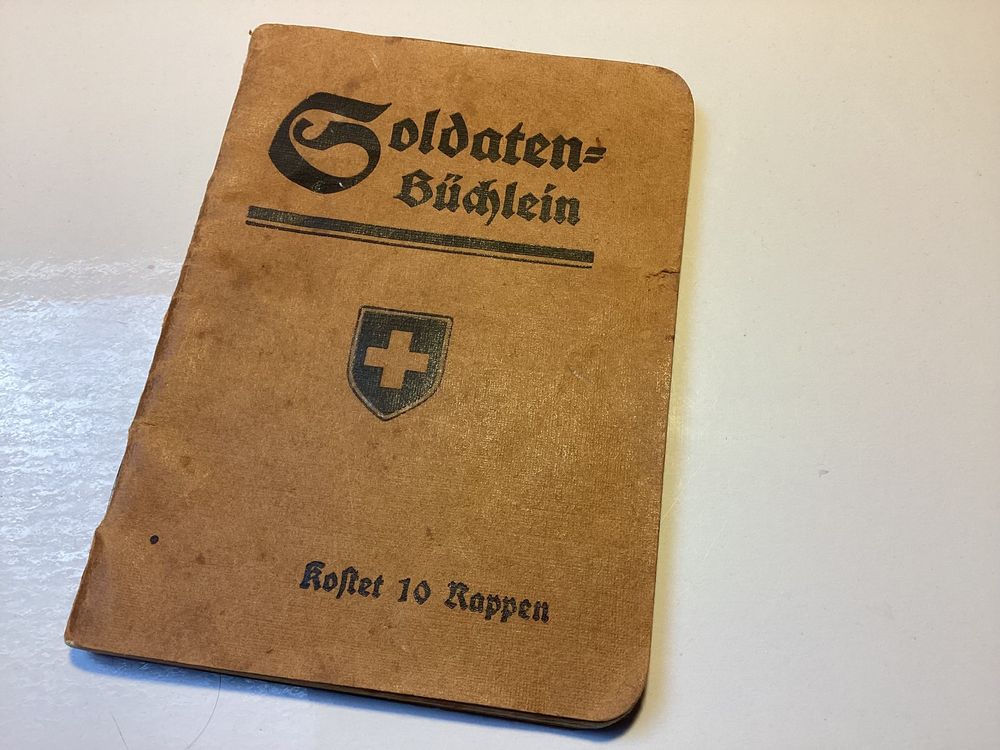 Soldaten=
Büchlein
Kostet 10 Rappen